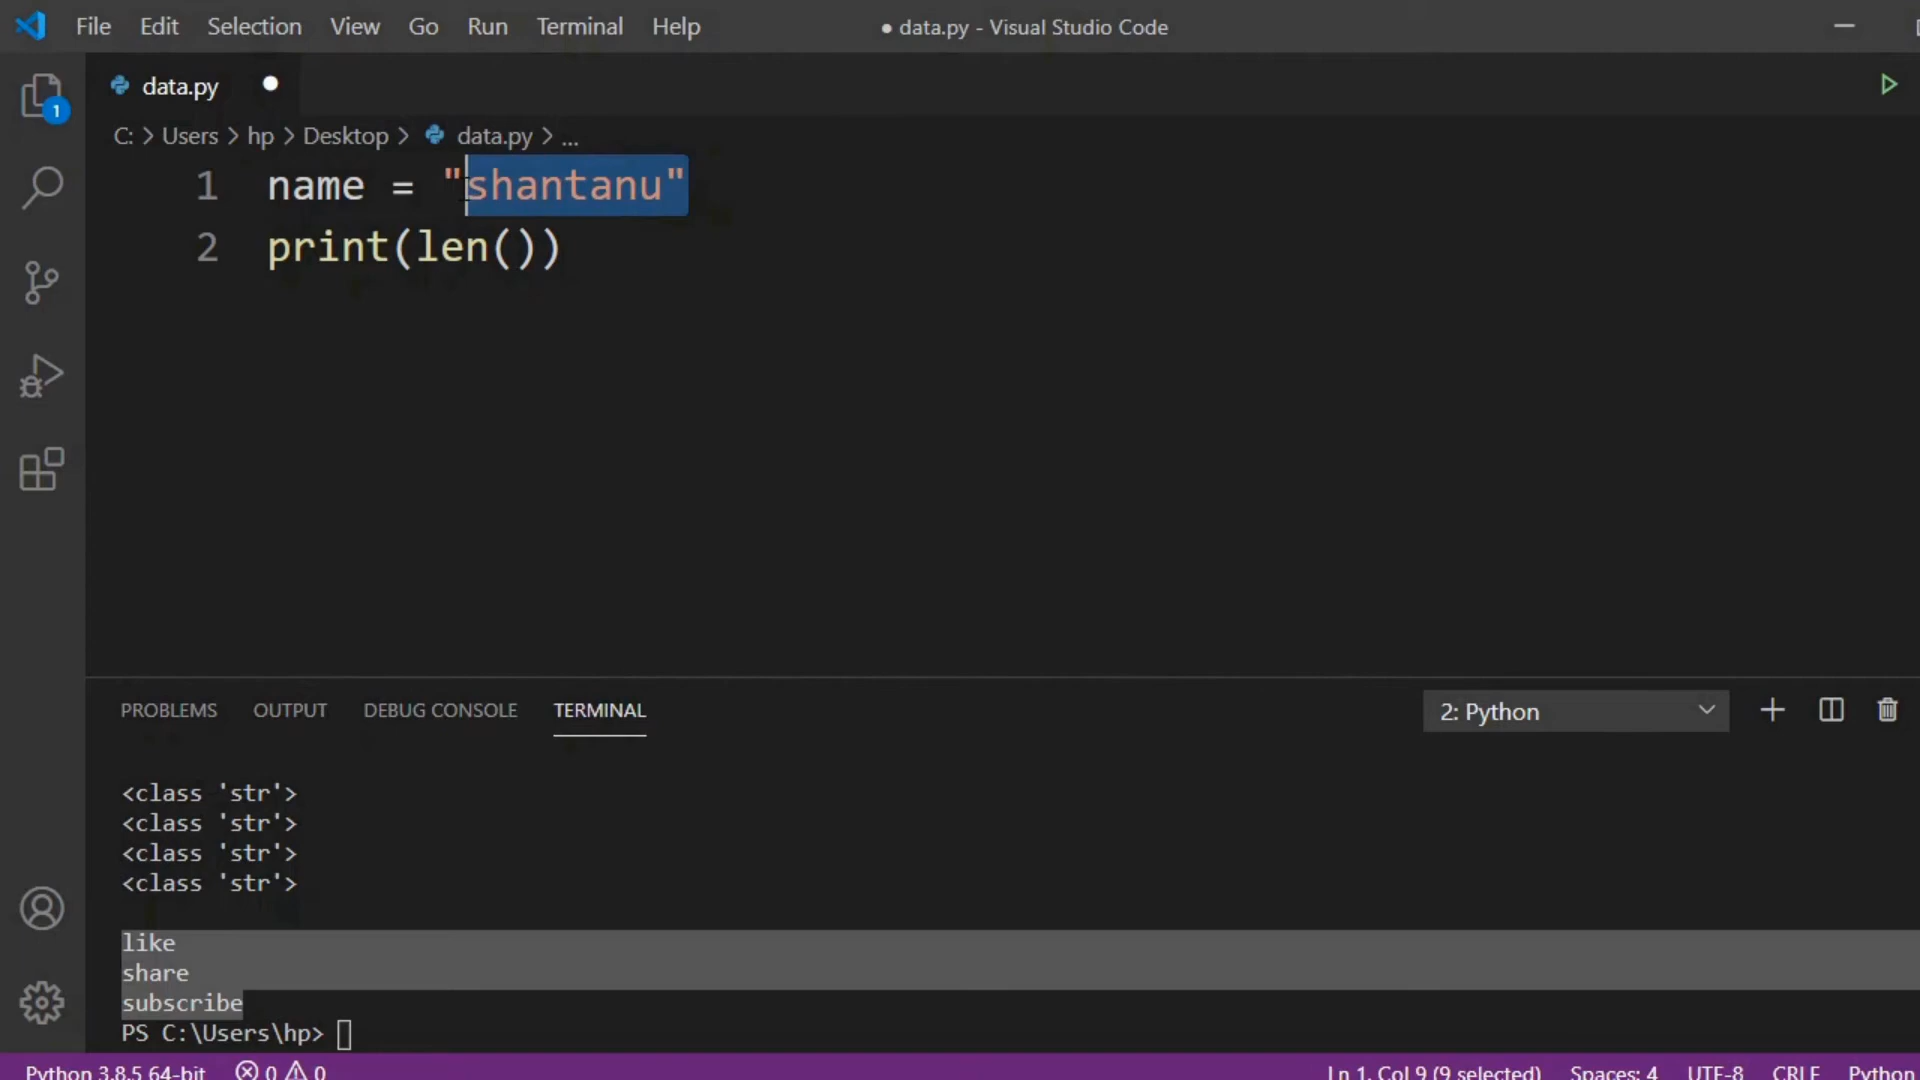 File Edit Selection View Go Run Terminal Help ● data.py - Visual Studio Code
data.py
1
C: > Users > hp > Desktop > data.py > ...
1 name = "shantanu"
2 print(len())
PROBLEMS OUTPUT DEBUG CONSOLE TERMINAL 2: Python
<class 'str'>
<class 'str'>
<class 'str'>
<class 'str'>
like
share
subscribe
PS C:\Users\hp>
Python 3.8.5 64-bit 0 0 Ln 1, Col 9 (9 selected) Spaces: 4 UTF-8 CRLF Python